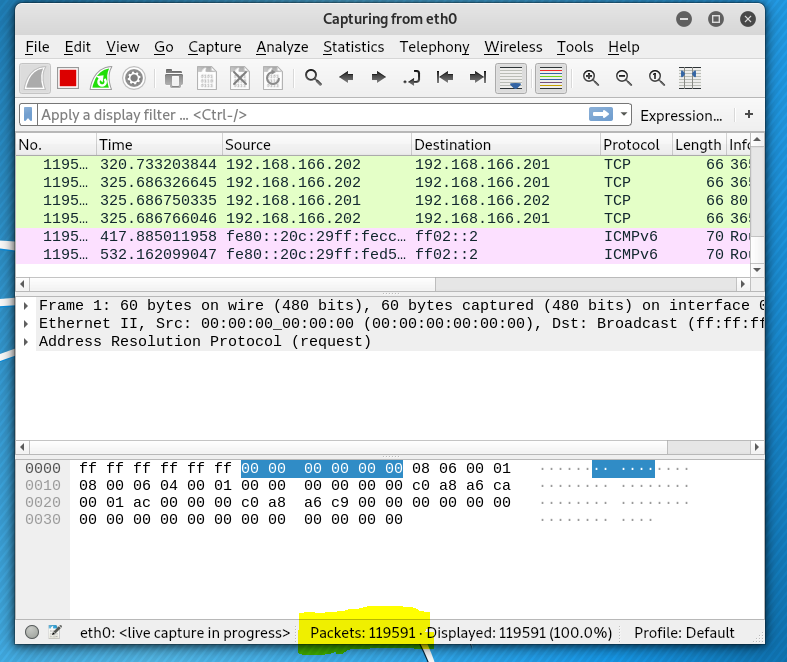 Capturing from eth0
File Edit View Go Capture Analyze Statistics Telephony Wireless Tools Help
Apply a display filter ... <Ctrl-/> Expression... +
No. Time Source Destination Protocol Length Info
1195… 320.733203844 192.168.166.202 192.168.166.201 TCP 66 365
1195… 325.686326645 192.168.166.202 192.168.166.201 TCP 66 365
1195… 325.686750335 192.168.166.201 192.168.166.202 TCP 66 80
1195… 325.686766046 192.168.166.202 192.168.166.201 TCP 66 365
1195… 417.885011958 fe80::20c:29ff:fecc… ff02::2 ICMPv6 70 Rou
1195… 532.162099047 fe80::20c:29ff:fed5… ff02::2 ICMPv6 70 Rou
Frame 1: 60 bytes on wire (480 bits), 60 bytes captured (480 bits) on interface 0
Ethernet II, Src: 00:00:00_00:00:00 (00:00:00:00:00:00), Dst: Broadcast (ff:ff:ff
Address Resolution Protocol (request)
0000 ff ff ff ff ff ff 00 00 00 00 00 00 08 06 00 01 ········ ········
0010 08 00 06 04 00 01 00 00 00 00 00 00 c0 a8 a6 ca ········ ········
0020 00 01 ac 00 00 00 c0 a8 a6 c9 00 00 00 00 00 00 ········ ········
0030 00 00 00 00 00 00 00 00 00 00 00 00 ········ ····
eth0: <live capture in progress> Packets: 119591 · Displayed: 119591 (100.0%) Profile: Default